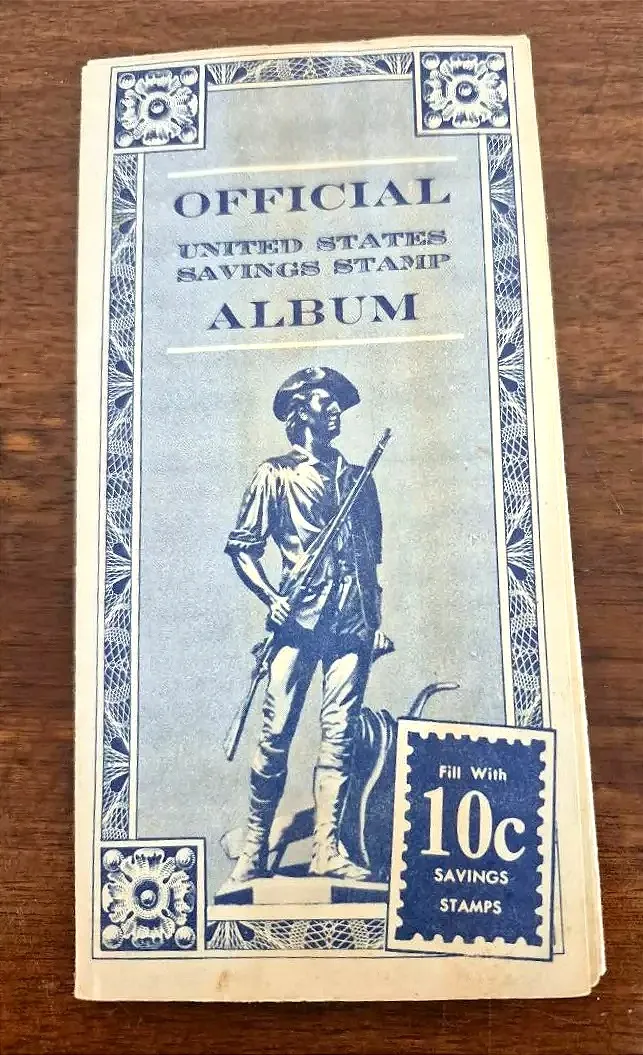 OFFICIAL
UNITED STATES
SAVINGS STAMP
ALBUM
Fill With
10c
SAVINGS
STAMPS